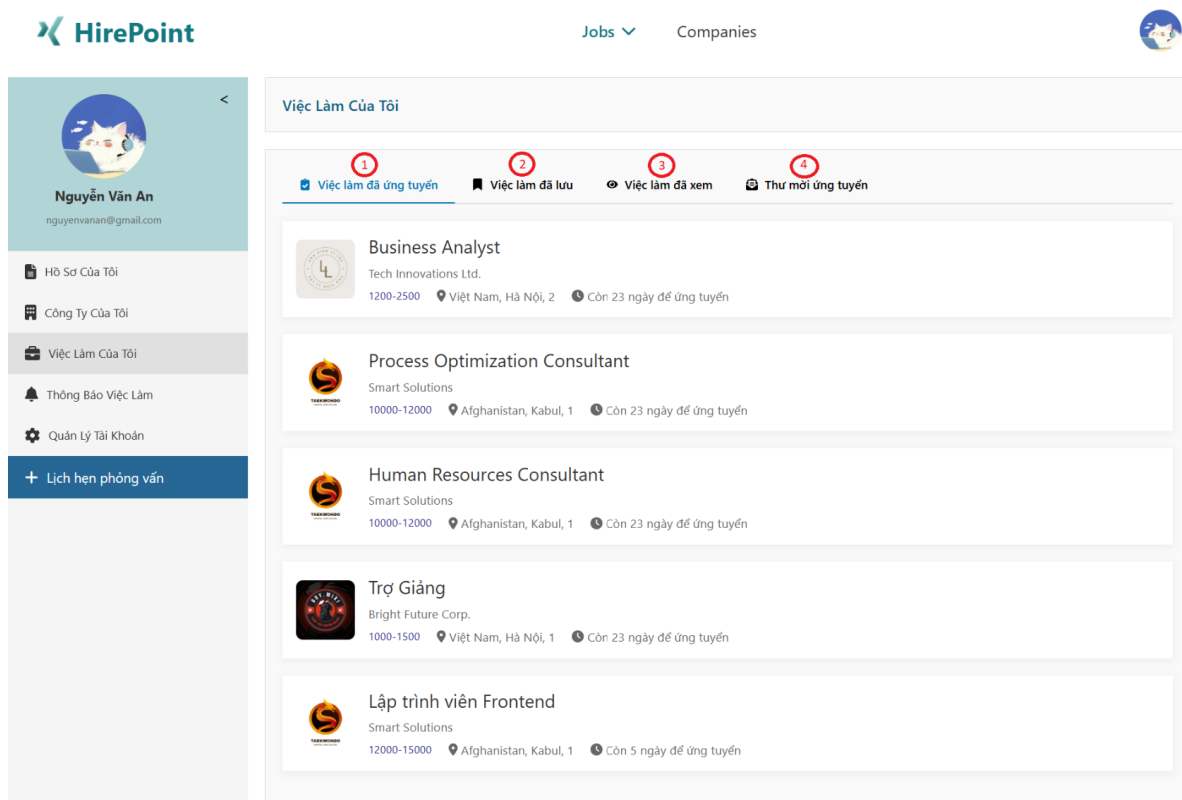 HirePoint
Jobs
Companies
<
Nguyễn Văn An
nguyenvanan@gmail.com
Hồ Sơ Của Tôi
Công Ty Của Tôi
Việc Làm Của Tôi
Thông Báo Việc Làm
Quản Lý Tài Khoản
+ Lịch hẹn phỏng vấn
Việc Làm Của Tôi
1 2 3 4
Việc làm đã ứng tuyển Việc làm đã lưu Việc làm đã xem Thư mời ứng tuyển
Business Analyst
Tech Innovations Ltd.
1200-2500 Việt Nam, Hà Nội, 2 Còn 23 ngày để ứng tuyển
Process Optimization Consultant
Smart Solutions
10000-12000 Afghanistan, Kabul, 1 Còn 23 ngày để ứng tuyển
TAEKWONDO
Human Resources Consultant
Smart Solutions
10000-12000 Afghanistan, Kabul, 1 Còn 23 ngày để ứng tuyển
TAEKWONDO
Trợ Giảng
Bright Future Corp.
1000-1500 Việt Nam, Hà Nội, 1 Còn 23 ngày để ứng tuyển
Lập trình viên Frontend
Smart Solutions
12000-15000 Afghanistan, Kabul, 1 Còn 5 ngày để ứng tuyển
TAEKWONDO